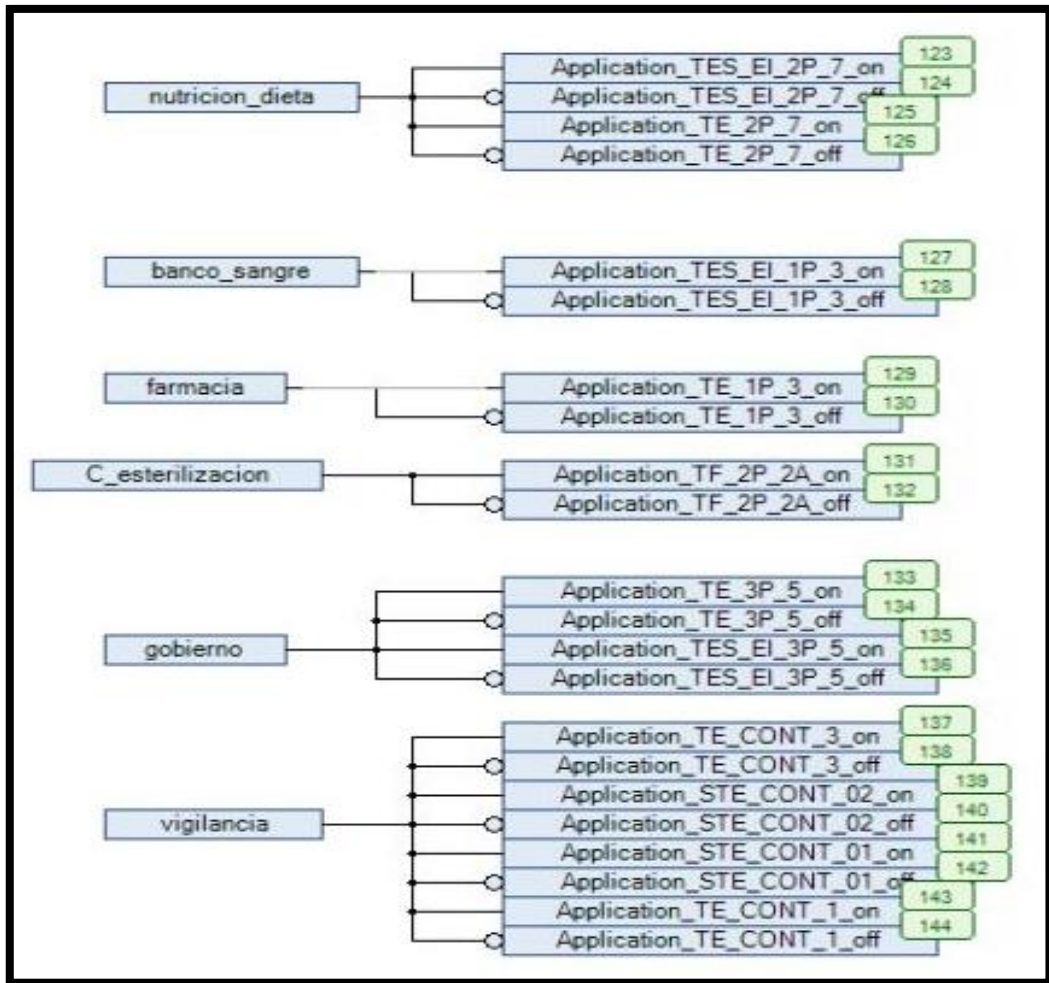 123
Application_TES_EI_2P_7_on
124
nutricion_dieta
Application_TES_EI_2P_7_off
125
Application_TE_2P_7_on
126
Application_TE_2P_7_off
127
banco_sangre
Application_TES_EI_1P_3_on
128
Application_TES_EI_1P_3_off
129
farmacia
Application_TE_1P_3_on
130
Application_TE_1P_3_off
131
C_esterilizacion
Application_TF_2P_2A_on
132
Application_TF_2P_2A_off
133
Application_TE_3P_5_on
134
Application_TE_3P_5_off
135
gobierno
Application_TES_EI_3P_5_on
136
Application_TES_EI_3P_5_off
137
Application_TE_CONT_3_on
138
Application_TE_CONT_3_off
139
Application_STE_CONT_02_on
140
vigilancia
Application_STE_CONT_02_off
141
Application_STE_CONT_01_on
142
Application_STE_CONT_01_off
143
Application_TE_CONT_1_on
144
Application_TE_CONT_1_off